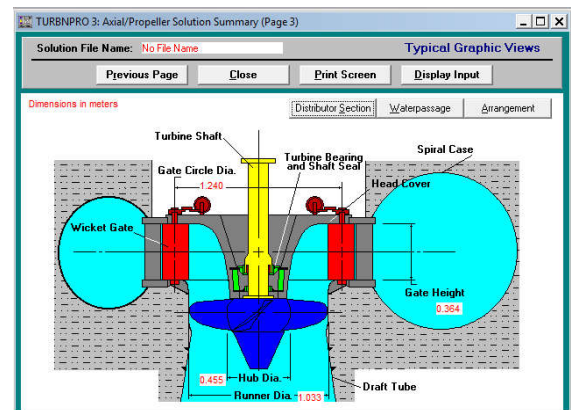 TURBNPRO 3: Axial/Propeller Solution Summary (Page 3)
Solution File Name: No File Name
Typical Graphic Views
Previous Page Close Print Screen Display Input
Dimensions in meters
Distributor Section Waterpassage Arrangement
Turbine Shaft
Spiral Case
Turbine Bearing
and Shaft Seal
Gate Circle Dia.
1.240
Head Cover
Wicket Gate
Gate Height
0.364
0.455 Hub Dia.
Draft Tube
Runner Dia. 1.033